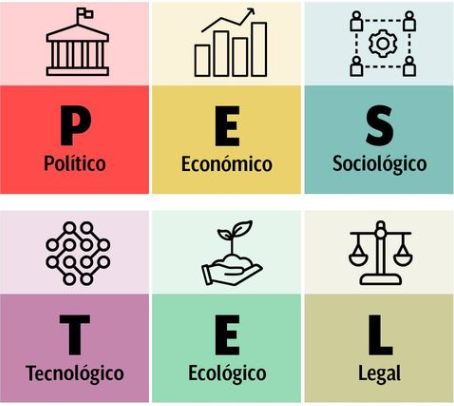 P
Político
E
Económico
S
Sociológico
T
Tecnológico
E
Ecológico
L
Legal